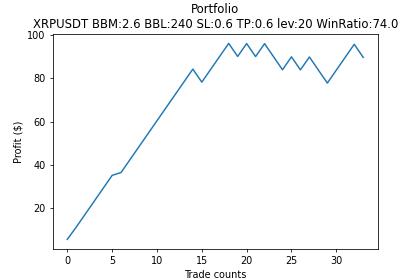 Portfolio
XRPUSDT BBM:2.6 BBL:240 SL:0.6 TP:0.6 lev:20 WinRatio:74.0
100
80
60
40
20
Profit ($)
0 5 10 15 20 25 30
Trade counts